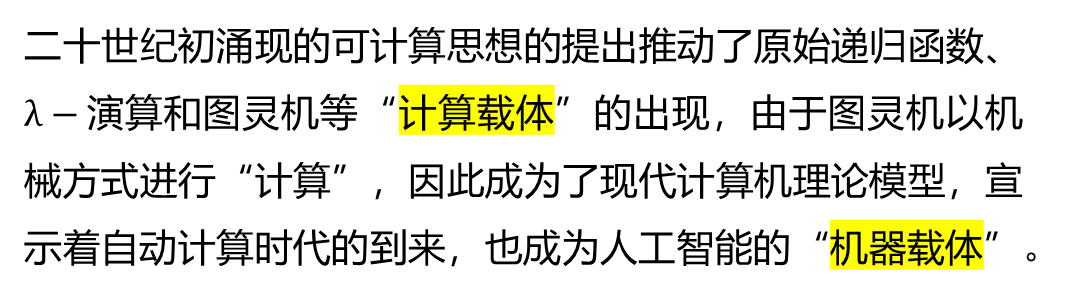 二十世纪初涌现的可计算思想的提出推动了原始递归函数、
λ − 演算和图灵机等“计算载体”的出现，由于图灵机以机
械方式进行“计算”，因此成为了现代计算机理论模型，宣
示着自动计算时代的到来，也成为人工智能的“机器载体”。